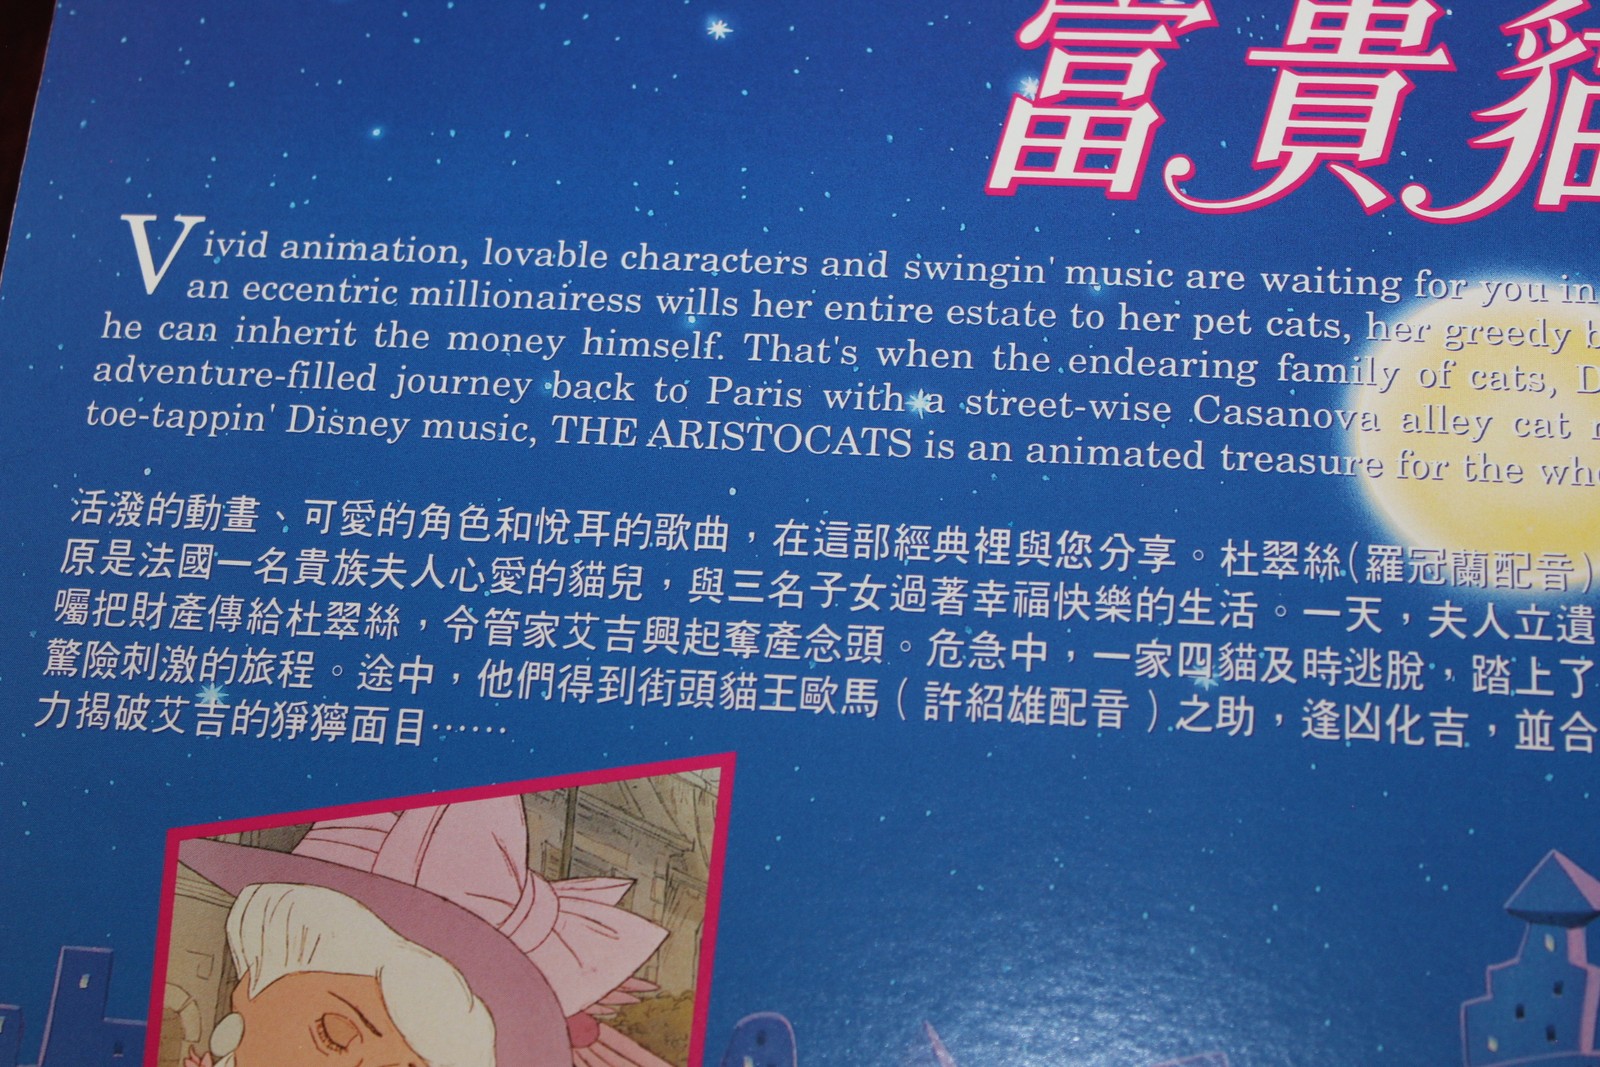 富貴貓
Vivid animation, lovable characters and swingin' music are waiting for you in
an eccentric millionairess wills her entire estate to her pet cats, her greedy
he can inherit the money himself. That's when the endearing family of cats,
adventure-filled journey back to Paris with a street-wise Casanova alley cat
toe-tappin' Disney music, THE ARISTOCATS is an animated treasure for the
活潑的動畫、可愛的角色和悅耳的歌曲，在這部經典裡與您分享。杜翠絲(羅冠蘭配音)
原是法國一名貴族夫人心愛的貓兒，與三名子女過著幸福快樂的生活。一天，夫人立遺
囑把財產傳給杜翠絲，令管家艾吉興起奪產念頭。危急中，一家四貓及時逃脫，踏上了
驚險刺激的旅程。途中，他們得到街頭貓王歐馬（許紹雄配音）之助，逢凶化吉，並合
力揭破艾吉的猙獰面目……